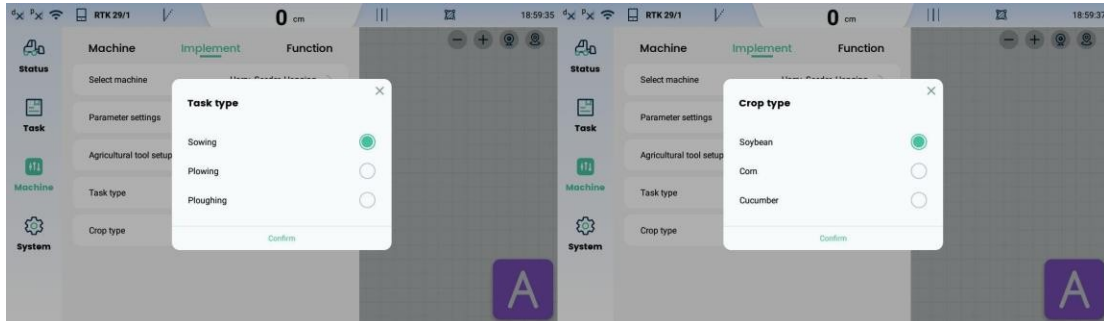 RTK 29/1
0 cm
18:59:35
Status
Task
Machine
System
Machine Implement Function
Select machine
Parameter settings
Agricultural tool setup
Task type
Crop type
Task type
Sowing
Plowing
Ploughing
Confirm
A
RTK 29/1
0 cm
18:59:37
Status
Task
Machine
System
Machine Implement Function
Select machine
Parameter settings
Agricultural tool setup
Task type
Crop type
Crop type
Soybean
Corn
Cucumber
Confirm
A